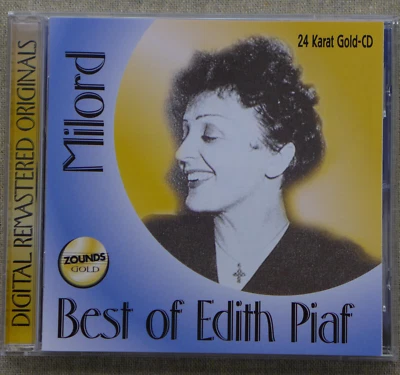 24 Karat Gold-CD
DIGITAL REMASTERED ORIGINALS
Milord
ZOUNDS
GOLD
Best of Edith Piaf